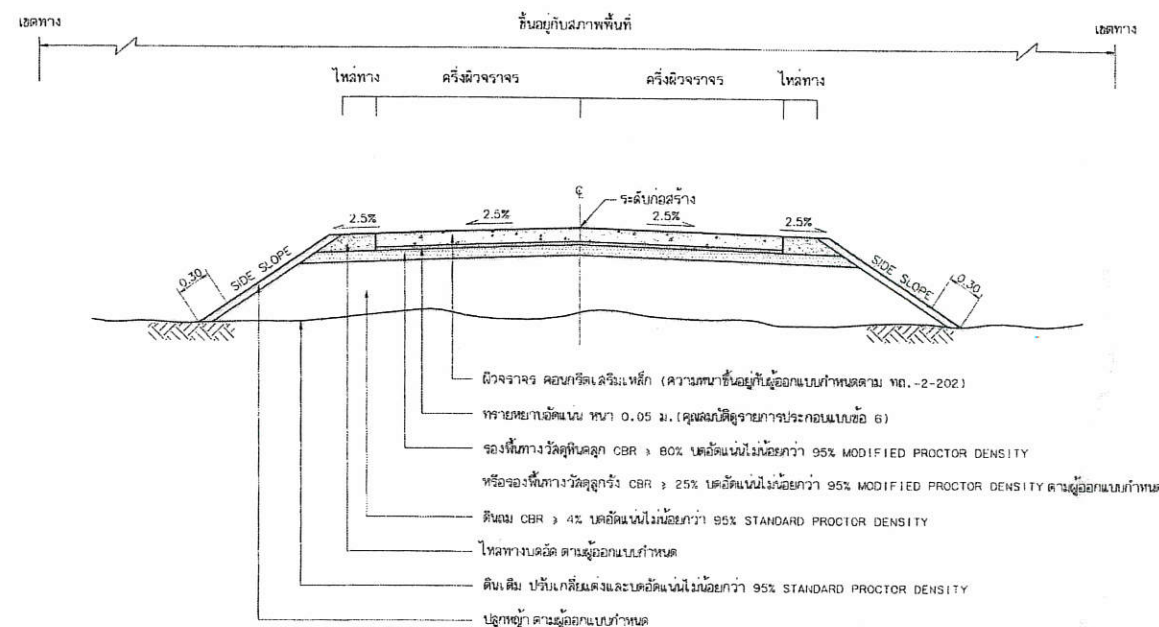 ขึ้นอยู่กับสภาพพื้นที่
เขตทาง เขตทาง
ไหล่ทาง ครึ่งผิวจราจร ครึ่งผิวจราจร ไหล่ทาง
℄ ระดับก่อสร้าง
2.5% 2.5% 2.5% 2.5%
0.30 SIDE SLOPE SIDE SLOPE 0.30
ผิวจราจร คอนกรีตเสริมเหล็ก (ความหนาขึ้นอยู่กับผู้ออกแบบกำหนดตาม ทถ.-2-202)
ทรายหยาบอัดแน่น หนา 0.05 ม.(คุณสมบัติดูรายการประกอบแบบข้อ 6)
รองพื้นทางวัสดุหินคลุก CBR ≥ 80% บดอัดแน่นไม่น้อยกว่า 95% MODIFIED PROCTOR DENSITY
หรือรองพื้นทางวัสดุลูกรัง CBR ≥ 25% บดอัดแน่นไม่น้อยกว่า 95% MODIFIED PROCTOR DENSITY ตามผู้ออกแบบกำหนด
ดินถม CBR ≥ 4% บดอัดแน่นไม่น้อยกว่า 95% STANDARD PROCTOR DENSITY
ไหล่ทางบดอัด ตามผู้ออกแบบกำหนด
ดินเดิม ปรับเกลี่ยแต่งและบดอัดแน่นไม่น้อยกว่า 95% STANDARD PROCTOR DENSITY
ปลูกหญ้า ตามผู้ออกแบบกำหนด